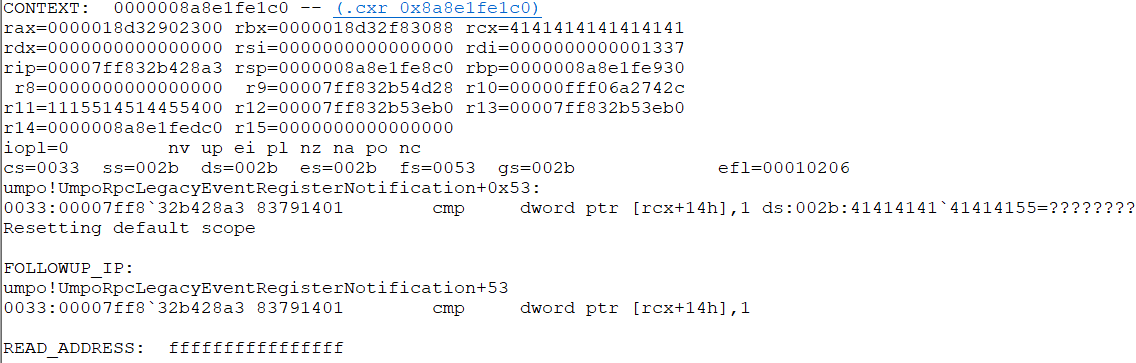 CONTEXT:  0000008a8e1fe1c0 -- (.cxr 0x8a8e1fe1c0)
rax=0000018d32902300 rbx=0000018d32f83088 rcx=4141414141414141
rdx=0000000000000000 rsi=0000000000000000 rdi=0000000000001337
rip=00007ff832b428a3 rsp=0000008a8e1fe8c0 rbp=0000008a8e1fe930
 r8=0000000000000000  r9=00007ff832b54d28 r10=00000fff06a2742c
r11=1115514514455400 r12=00007ff832b53eb0 r13=00007ff832b53eb0
r14=0000008a8e1fedc0 r15=0000000000000000
iopl=0         nv up ei pl nz na po nc
cs=0033  ss=002b  ds=002b  es=002b  fs=0053  gs=002b             efl=00010206
umpo!UmpoRpcLegacyEventRegisterNotification+0x53:
0033:00007ff8`32b428a3 83791401        cmp     dword ptr [rcx+14h],1 ds:002b:41414141`41414155=????????
Resetting default scope
FOLLOWUP_IP:
umpo!UmpoRpcLegacyEventRegisterNotification+53
0033:00007ff8`32b428a3 83791401        cmp     dword ptr [rcx+14h],1
READ_ADDRESS:  ffffffffffffffff